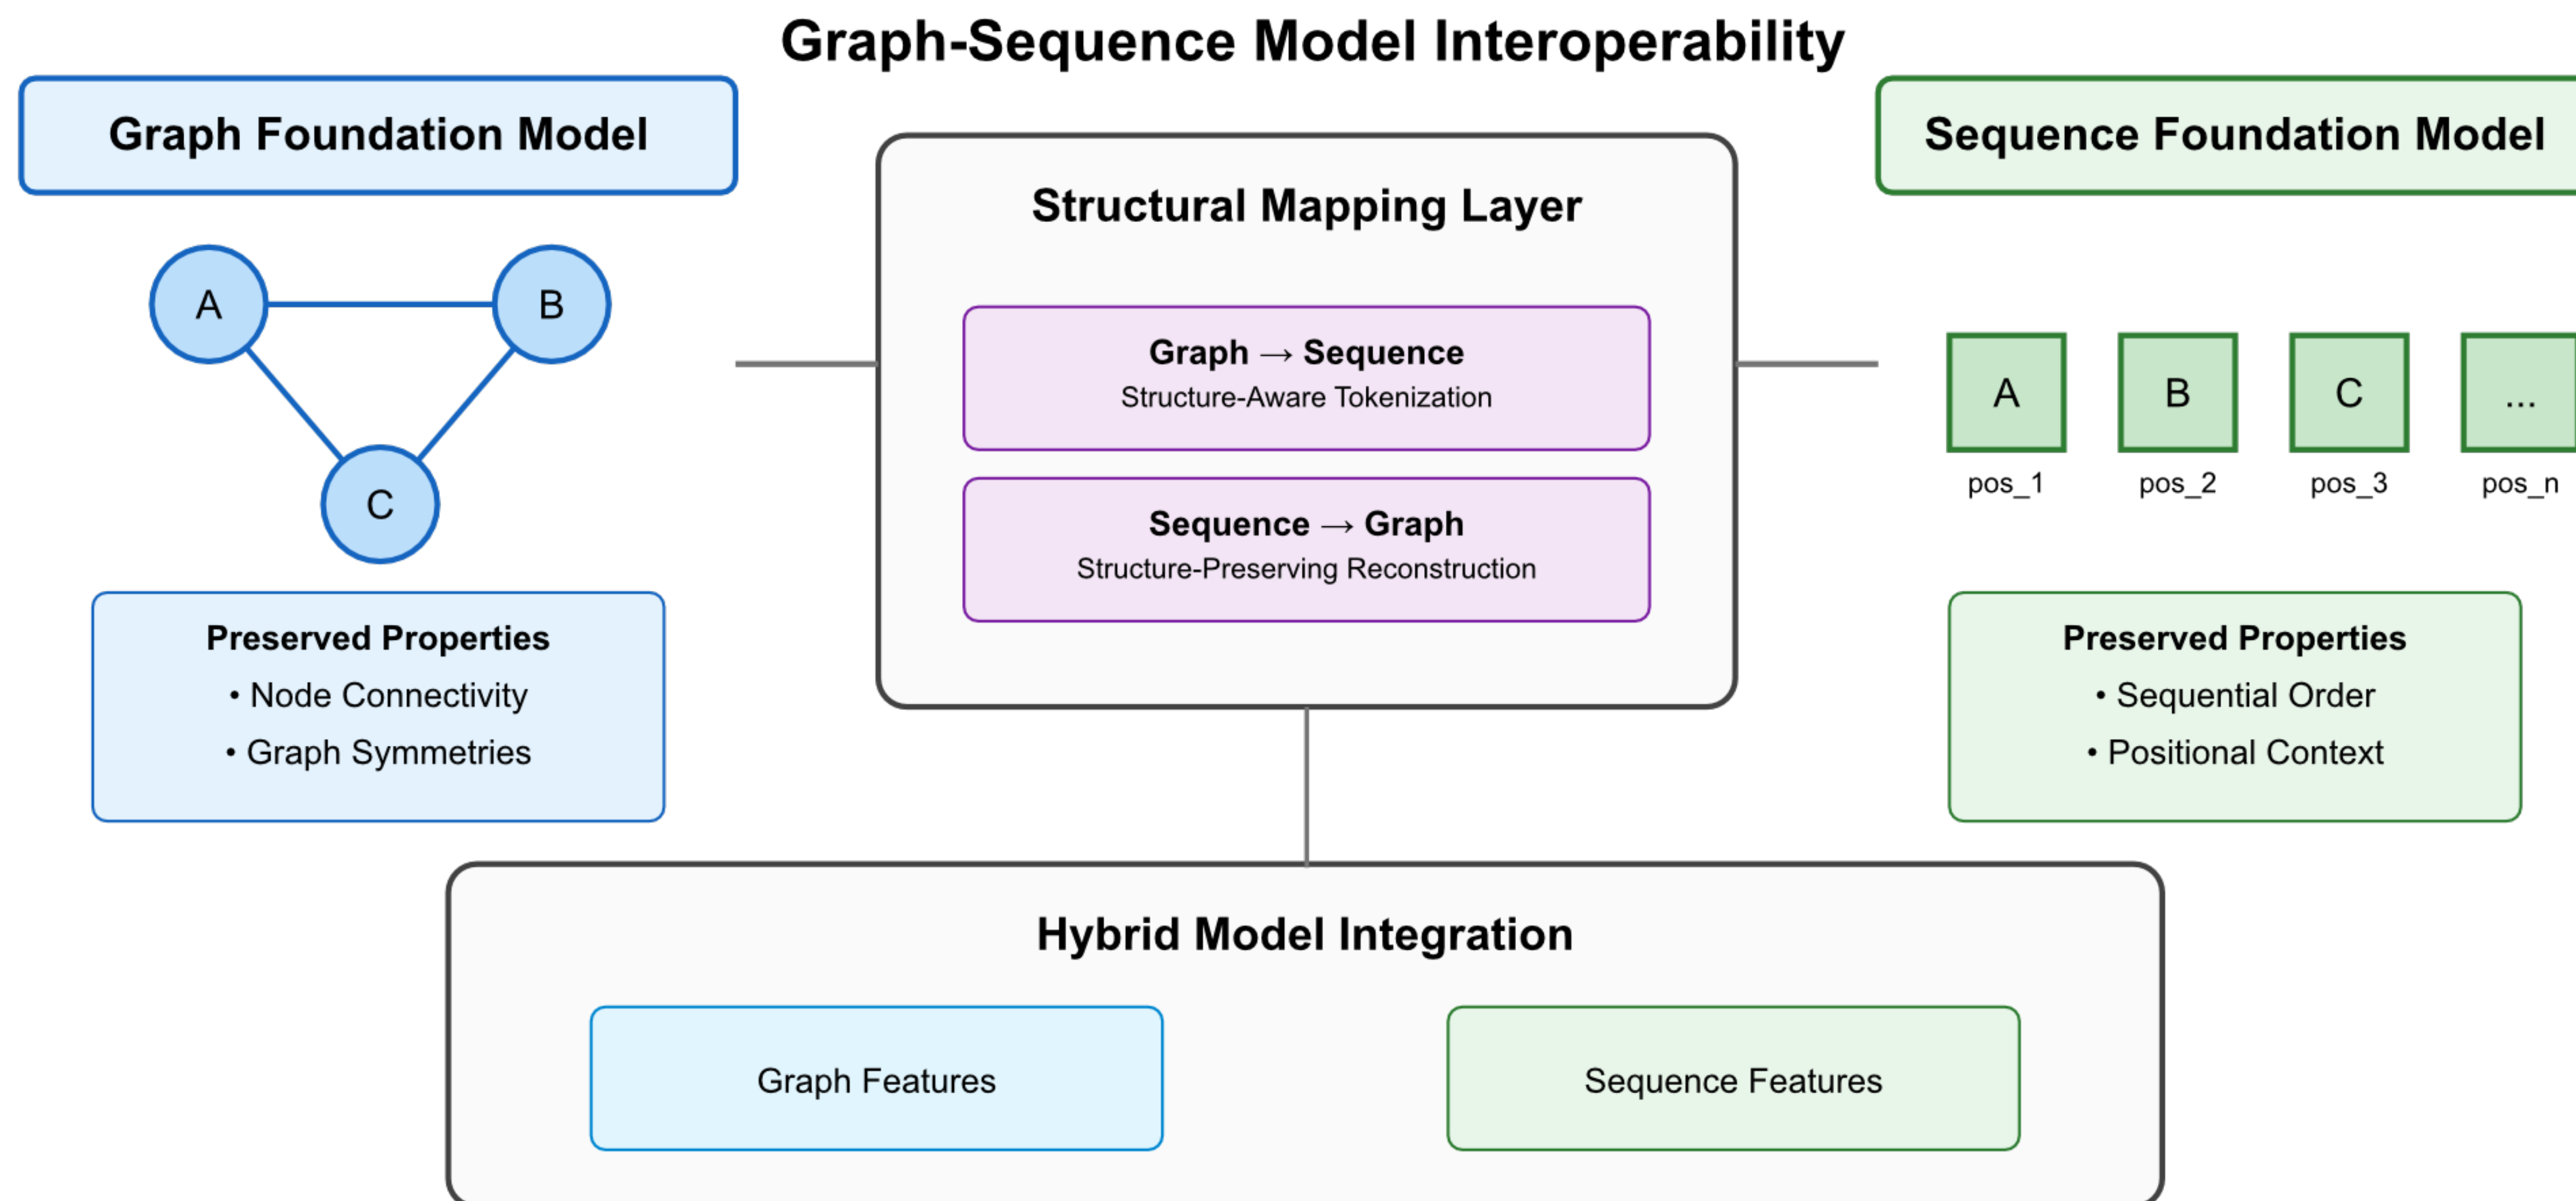 Graph-Sequence Model Interoperability
Graph Foundation Model
A
B
C
Preserved Properties
• Node Connectivity
• Graph Symmetries
Structural Mapping Layer
Graph → Sequence
Structure-Aware Tokenization
Sequence → Graph
Structure-Preserving Reconstruction
Sequence Foundation Model
A B C ...
pos_1 pos_2 pos_3 pos_n
Preserved Properties
• Sequential Order
• Positional Context
Hybrid Model Integration
Graph Features
Sequence Features